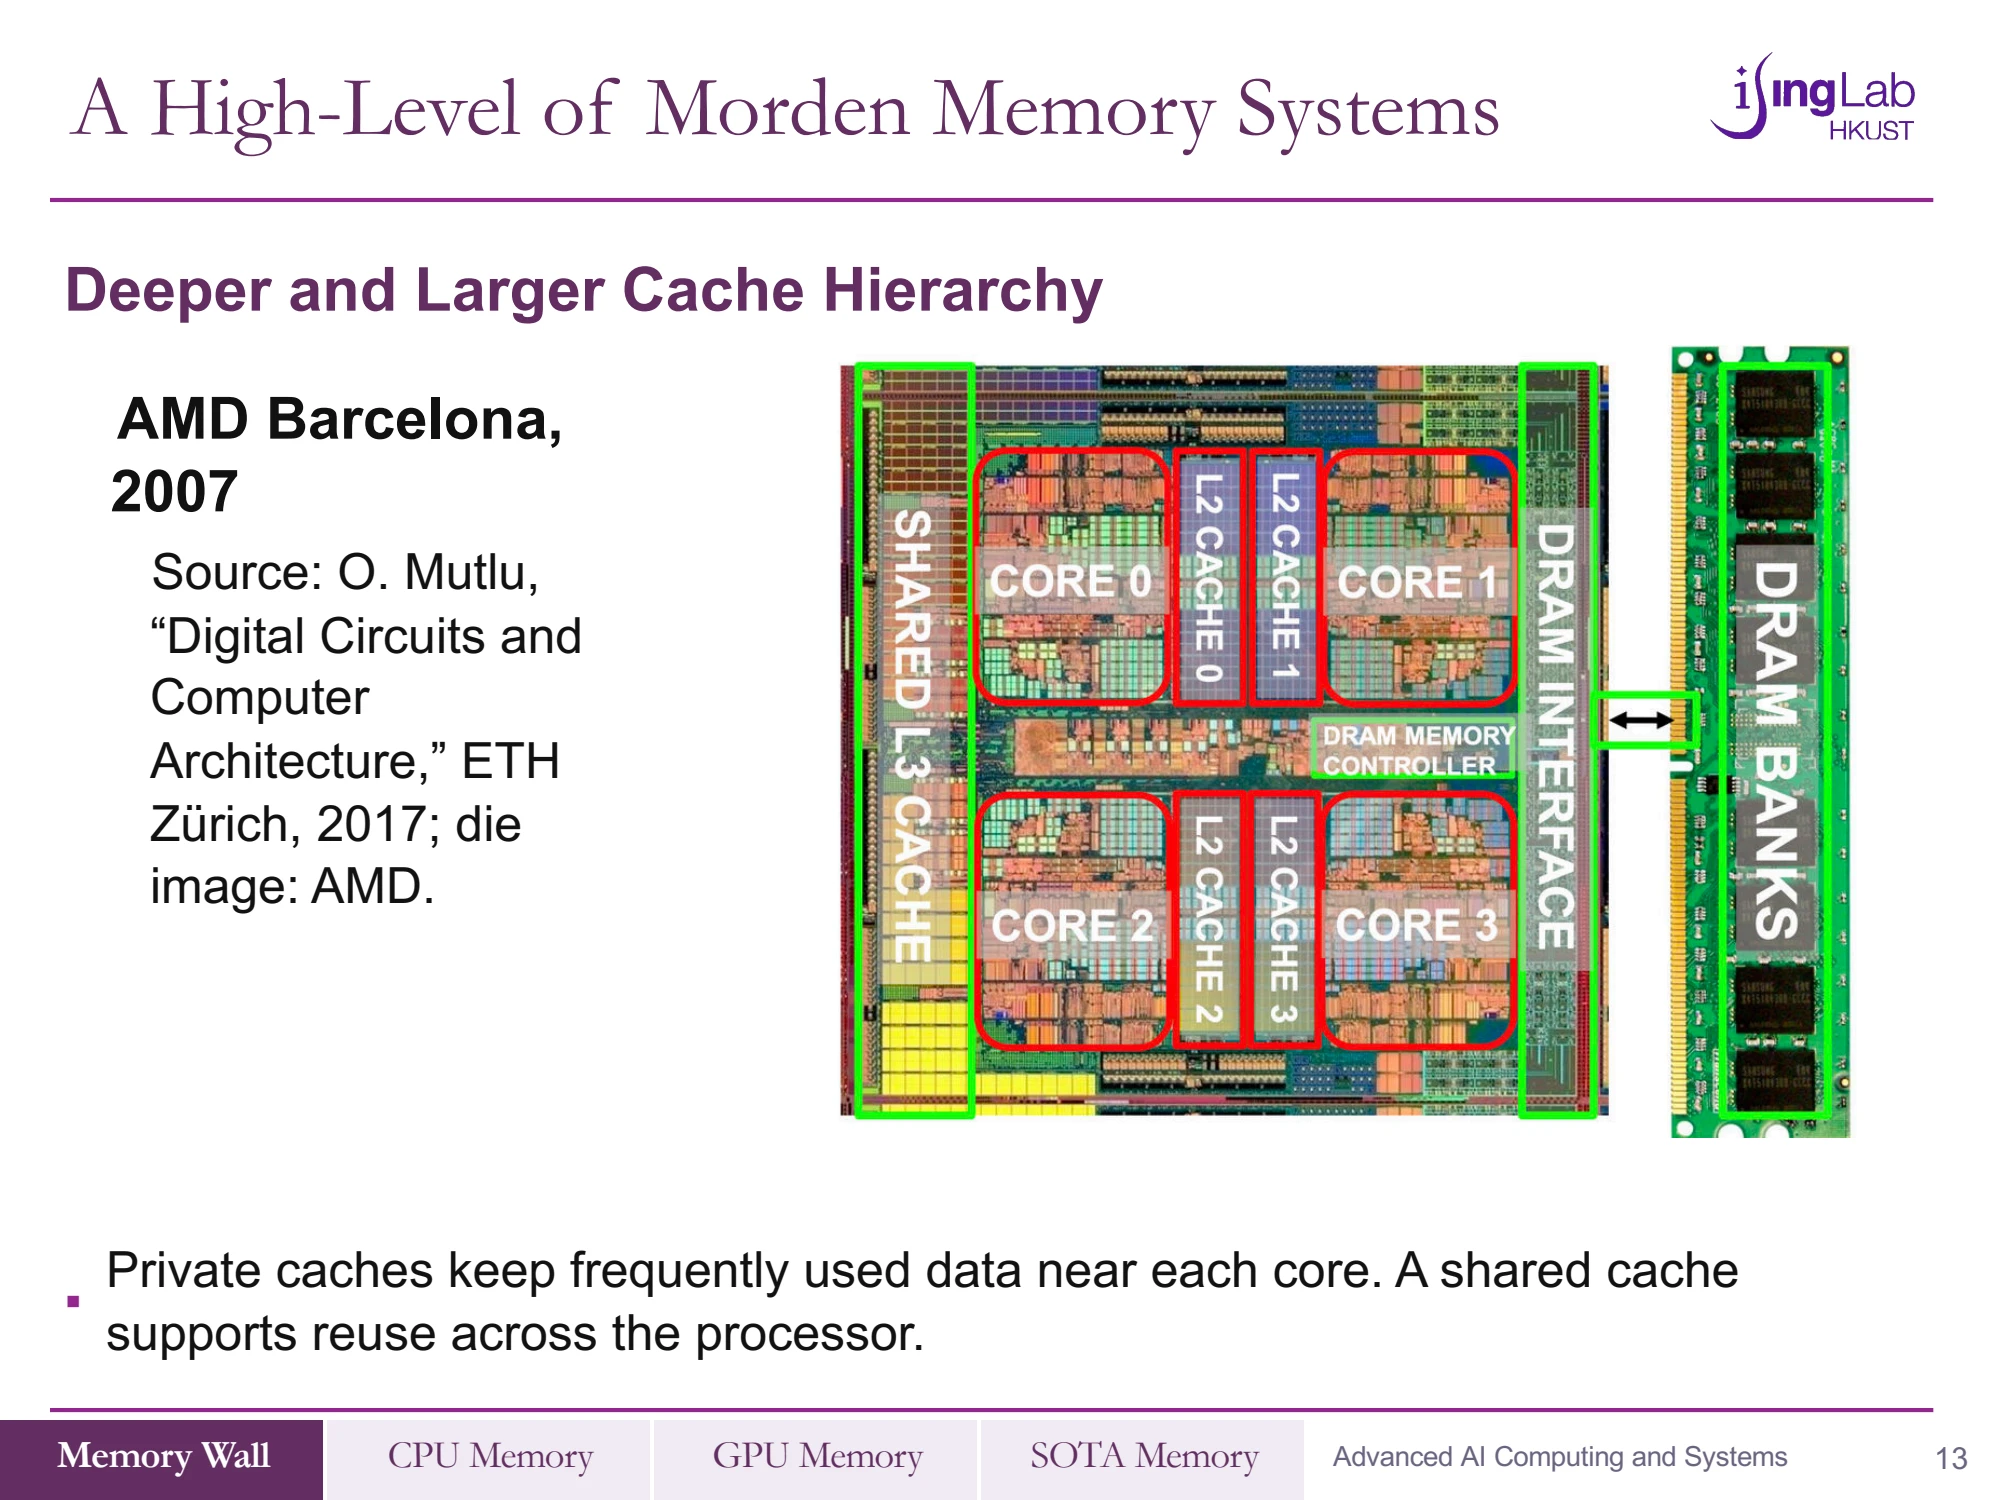 A High-Level of Morden Memory Systems
iSingLab
HKUST
Deeper and Larger Cache Hierarchy
AMD Barcelona,
2007
Source: O. Mutlu,
“Digital Circuits and
Computer
Architecture,” ETH
Zürich, 2017; die
image: AMD.
SHARED L3 CACHE
CORE 0
L2 CACHE 0
L2 CACHE 1
CORE 1
DRAM INTERFACE
DRAM BANKS
DRAM MEMORY
CONTROLLER
CORE 2
L2 CACHE 2
L2 CACHE 3
CORE 3
▪ Private caches keep frequently used data near each core. A shared cache
supports reuse across the processor.
Memory Wall
CPU Memory
GPU Memory
SOTA Memory
Advanced AI Computing and Systems
13